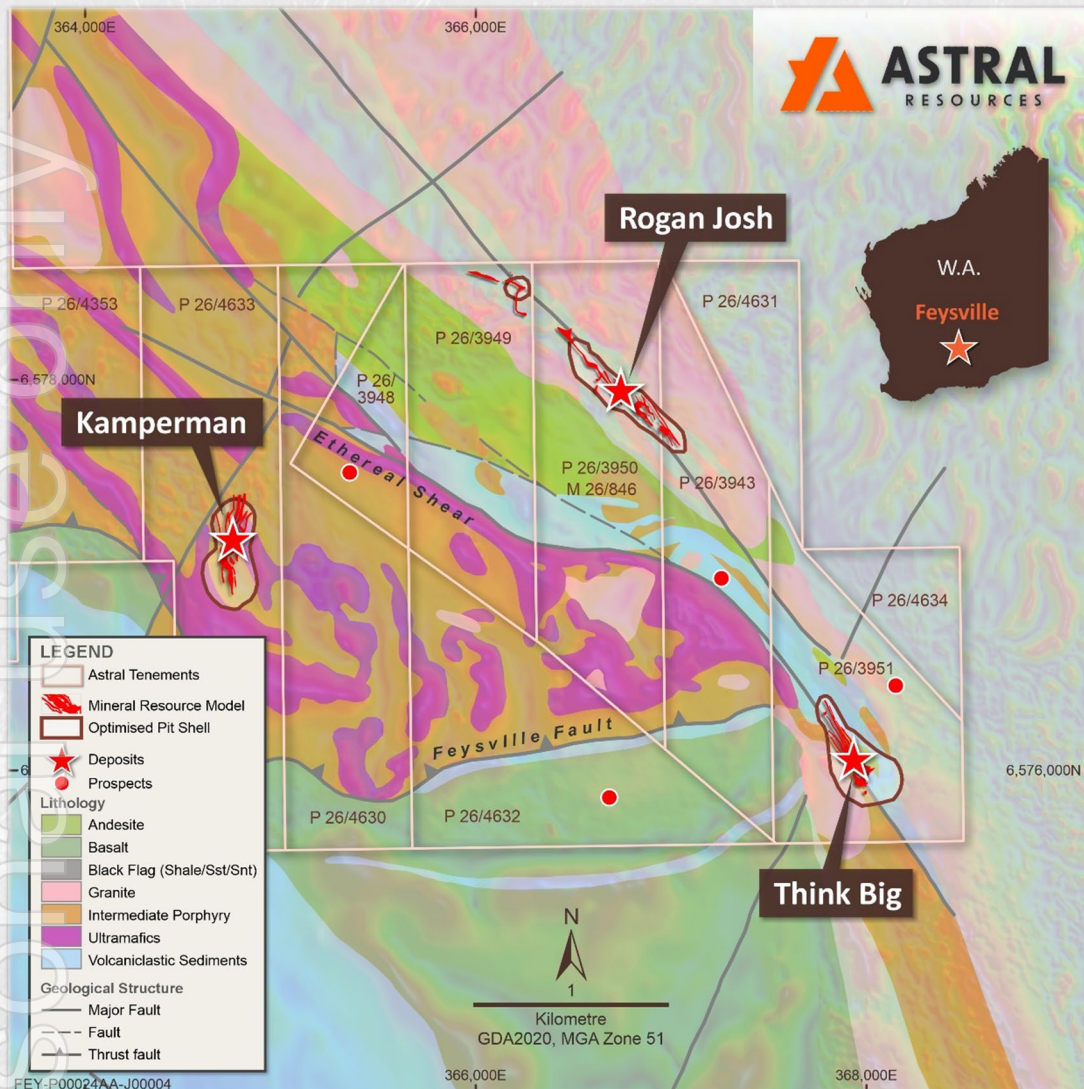 364,000E
366,000E
ASTRAL
RESOURCES
Rogan Josh
W.A.
Feysville
P 26/4353
P 26/4633
P 26/3949
P 26/4631
6,578,000N
P 26/
3948
Kamperman
Ethereal Shear
P 26/3950
M 26/846
P 26/3943
P 26/4634
P 26/3951
Feysville Fault
6,576,000N
P 26/4630
P 26/4632
Think Big
LEGEND
Astral Tenements
Mineral Resource Model
Optimised Pit Shell
Deposits
Prospects
Lithology
Andesite
Basalt
Black Flag (Shale/Sst/Snt)
Granite
Intermediate Porphyry
Ultramafics
Volcaniclastic Sediments
Geological Structure
Major Fault
Fault
Thrust fault
N
1
Kilometre
GDA2020, MGA Zone 51
366,000E
368,000E
FEY-P00024AA-J00004